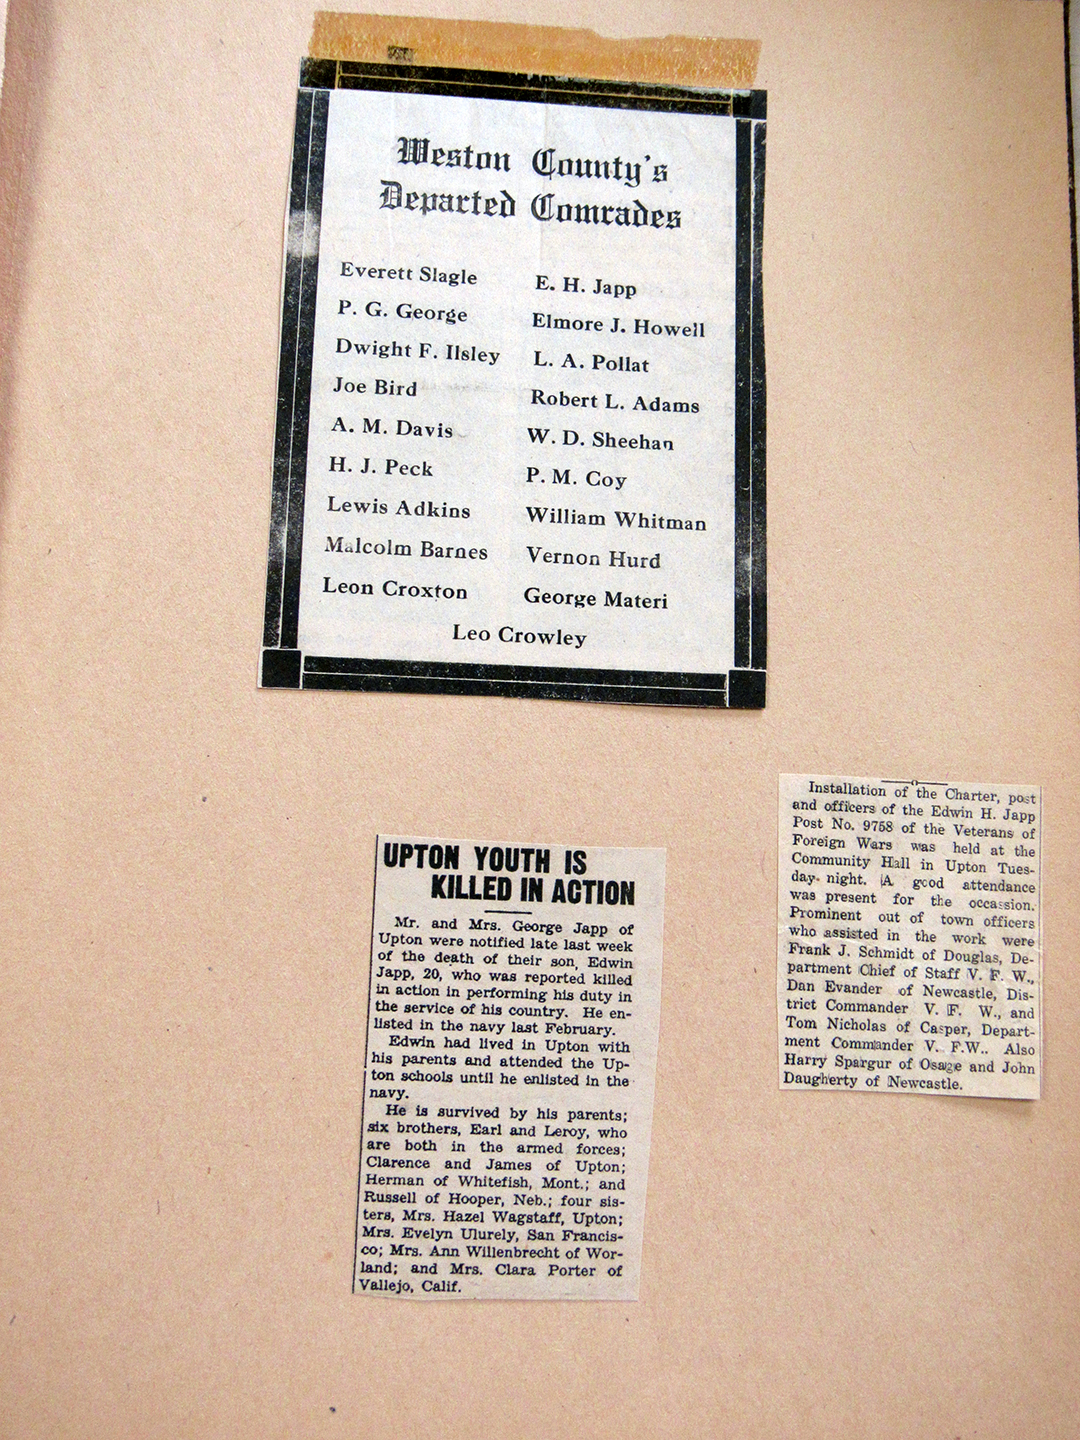 Weston County's
Departed Comrades
Everett Slagle
P. G. George
Dwight F. Ilsley
Joe Bird
A. M. Davis
H. J. Peck
Lewis Adkins
Malcolm Barnes
Leon Croxton
E. H. Japp
Elmore J. Howell
L. A. Pollat
Robert L. Adams
W. D. Sheehan
P. M. Coy
William Whitman
Vernon Hurd
George Materi
Leo Crowley
UPTON YOUTH IS
KILLED IN ACTION
Mr. and Mrs. George Japp of
Upton were notified late last week
of the death of their son, Edwin
Japp, 20, who was reported killed
in action in performing his duty in
the service of his country. He en-
listed in the navy last February.
Edwin had lived in Upton with
his parents and attended the Up-
ton schools until he enlisted in the
navy.
He is survived by his parents;
six brothers, Earl and Leroy, who
are both in the armed forces;
Clarence and James of Upton;
Herman of Whitefish, Mont.; and
Russell of Hooper, Neb.; four sis-
ters, Mrs. Hazel Wagstaff, Upton;
Mrs. Evelyn Ulurely, San Francis-
co; Mrs. Ann Willenbrecht of Wor-
land; and Mrs. Clara Porter of
Vallejo, Calif.
Installation of the Charter, post
and officers of the Edwin H. Japp
Post No. 9758 of the Veterans of
Foreign Wars was held at the
Community Hall in Upton Tues-
day night. A good attendance
was present for the occassion.
Prominent out of town officers
who assisted in the work were
Frank J. Schmidt of Douglas, De-
partment Chief of Staff V. F. W.,
Dan Evander of Newcastle, Dis-
trict Commander V. F. W., and
Tom Nicholas of Casper, Depart-
ment Commander V. F.W.. Also
Harry Spargur of Osage and John
Daugherty of Newcastle.